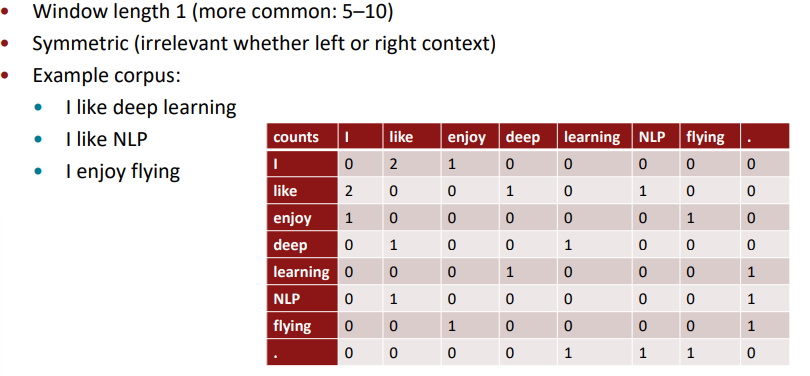 Window length 1 (more common: 5–10)
Symmetric (irrelevant whether left or right context)
Example corpus:
I like deep learning
I like NLP
I enjoy flying
counts I like enjoy deep learning NLP flying .
I 0 2 1 0 0 0 0 0
like 2 0 0 1 0 1 0 0
enjoy 1 0 0 0 0 0 1 0
deep 0 1 0 0 1 0 0 0
learning 0 0 0 1 0 0 0 1
NLP 0 1 0 0 0 0 0 1
flying 0 0 1 0 0 0 0 1
. 0 0 0 0 1 1 1 0